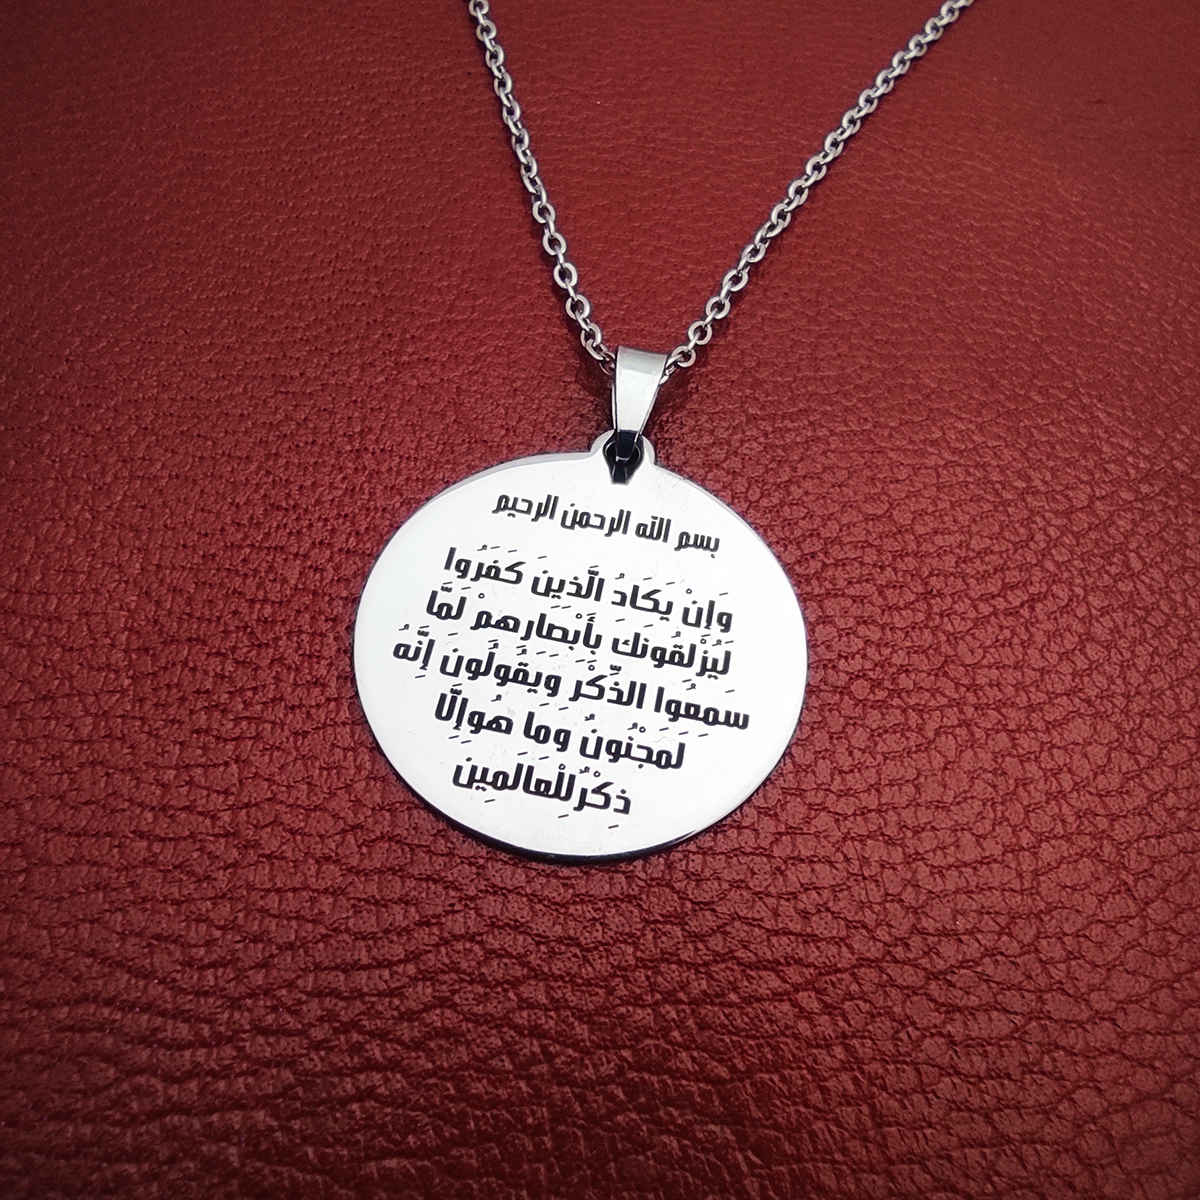 بسم الله الرحمن الرحيم
وَإِنْ يَكَادُ الَّذِينَ كَفَرُوا
لَيُزْلِقُونَكَ بِأَبْصَارِهِمْ لَمَّا
سَمِعُوا الذِّكْرَ وَيَقُولُونَ إِنَّهُ
لَمَجْنُونٌ وَمَا هُوَ إِلَّا
ذِكْرٌ لِلْعَالَمِينَ